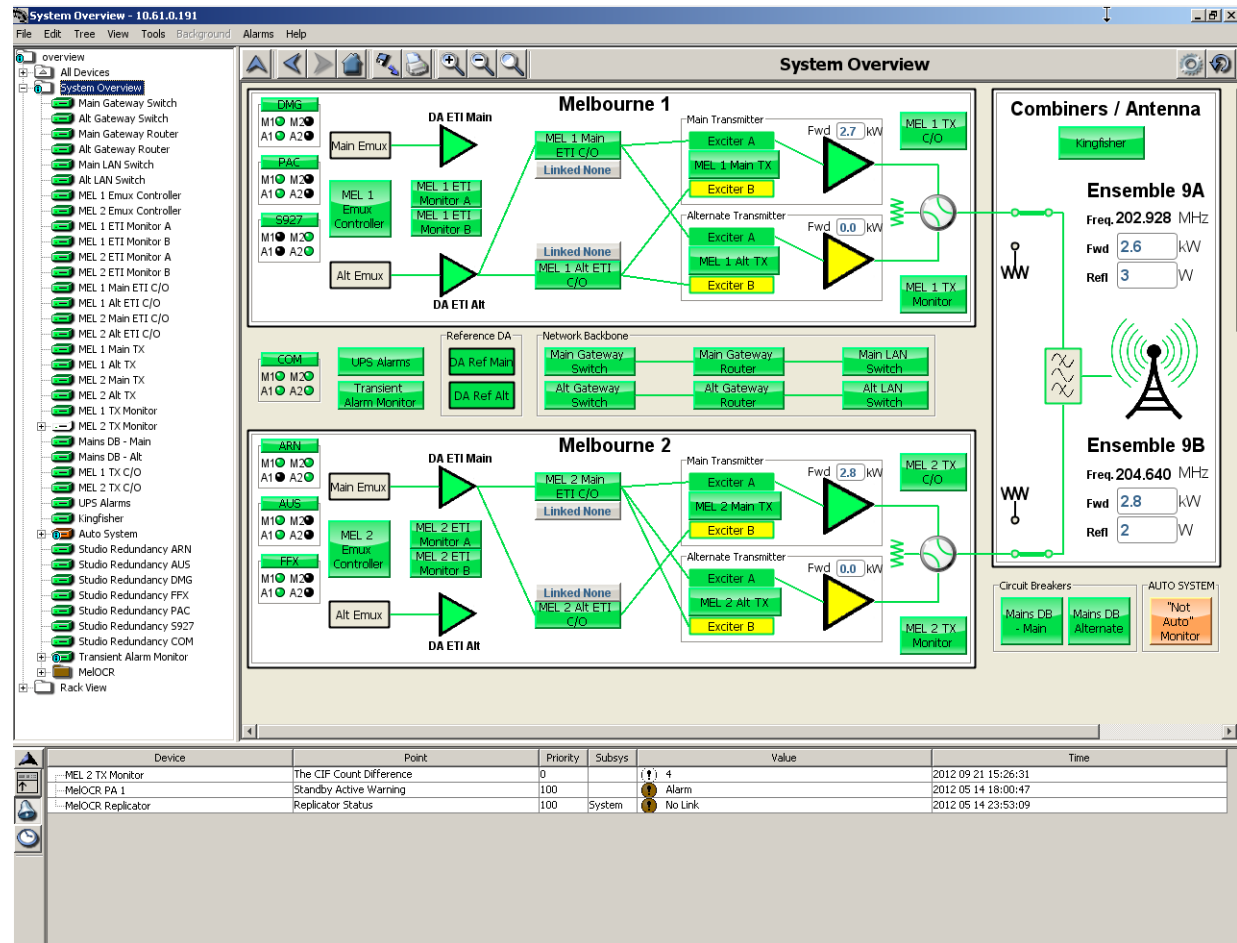 System Overview - 10.61.0.191
File Edit Tree View Tools Background Alarms Help
overview
All Devices
System Overview
Main Gateway Switch
Alt Gateway Switch
Main Gateway Router
Alt Gateway Router
Main LAN Switch
Alt LAN Switch
MEL 1 Emux Controller
MEL 2 Emux Controller
MEL 1 ETI Monitor A
MEL 1 ETI Monitor B
MEL 2 ETI Monitor A
MEL 2 ETI Monitor B
MEL 1 Main ETI C/O
MEL 1 Alt ETI C/O
MEL 2 Main ETI C/O
MEL 2 Alt ETI C/O
MEL 1 Main TX
MEL 1 Alt TX
MEL 2 Main TX
MEL 2 Alt TX
MEL 1 TX Monitor
MEL 2 TX Monitor
Mains DB - Main
Mains DB - Alt
MEL 1 TX C/O
MEL 2 TX C/O
UPS Alarms
Kingfisher
Auto System
Studio Redundancy ARN
Studio Redundancy AUS
Studio Redundancy DMG
Studio Redundancy FFX
Studio Redundancy PAC
Studio Redundancy S927
Studio Redundancy COM
Transient Alarm Monitor
MelOCR
Rack View
System Overview
Melbourne 1
DMG
M1 M2
A1 A2
PAC
M1 M2
A1 A2
S927
M1 M2
A1 A2
Main Emux
DA ETI Main
MEL 1
Emux
Controller
MEL 1 ETI
Monitor A
MEL 1 ETI
Monitor B
Alt Emux
DA ETI Alt
MEL 1 Main
ETI C/O
Linked None
Linked None
MEL 1 Alt ETI
C/O
Main Transmitter
Exciter A
MEL 1 Main TX
Exciter B
Fwd 2.7 kW
Alternate Transmitter
Exciter A
MEL 1 Alt TX
Exciter B
Fwd 0.0 kW
MEL 1 TX
C/O
MEL 1 TX
Monitor
COM
M1 M2
A1 A2
UPS Alarms
Transient
Alarm Monitor
Reference DA
DA Ref Main
DA Ref Alt
Network Backbone
Main Gateway
Switch
Main Gateway
Router
Main LAN
Switch
Alt Gateway
Switch
Alt Gateway
Router
Alt LAN
Switch
Melbourne 2
ARN
M1 M2
A1 A2
AUS
M1 M2
A1 A2
FFX
M1 M2
A1 A2
Main Emux
DA ETI Main
MEL 2
Emux
Controller
MEL 2 ETI
Monitor A
MEL 2 ETI
Monitor B
Alt Emux
DA ETI Alt
MEL 2 Main
ETI C/O
Linked None
Linked None
MEL 2 Alt ETI
C/O
Main Transmitter
Exciter A
MEL 2 Main TX
Exciter B
Fwd 2.8 kW
Alternate Transmitter
Exciter A
MEL 2 Alt TX
Exciter B
Fwd 0.0 kW
MEL 2 TX
C/O
MEL 2 TX
Monitor
Combiners / Antenna
Kingfisher
Ensemble 9A
Freq. 202.928 MHz
Fwd 2.6 kW
Refl 3 W
Ensemble 9B
Freq. 204.640 MHz
Fwd 2.8 kW
Refl 2 W
Circuit Breakers
Mains DB
- Main
Mains DB
Alternate
AUTO SYSTEM
"Not
Auto"
Monitor
Device Point Priority Subsys Value Time
MEL 2 TX Monitor The CIF Count Difference 0 4 2012 09 21 15:26:31
MelOCR PA 1 Standby Active Warning 100 Alarm 2012 05 14 18:00:47
MelOCR Replicator Replicator Status 100 System No Link 2012 05 14 23:53:09